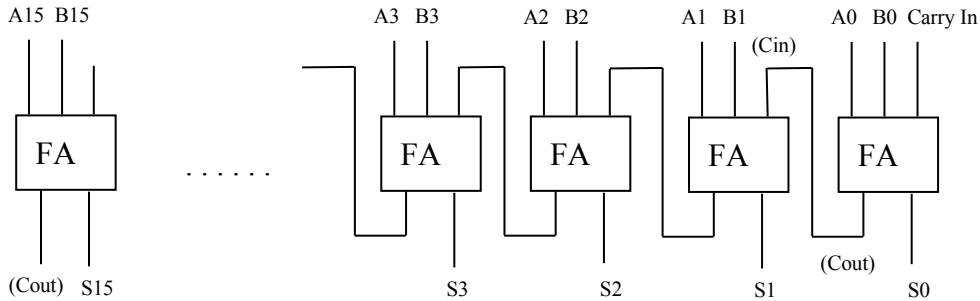 A15 B15 A3 B3 A2 B2 A1 B1 A0 B0 Carry In
(Cin)
FA FA FA FA FA
. . . . . .
(Cout) S15 S3 S2 S1 (Cout) S0